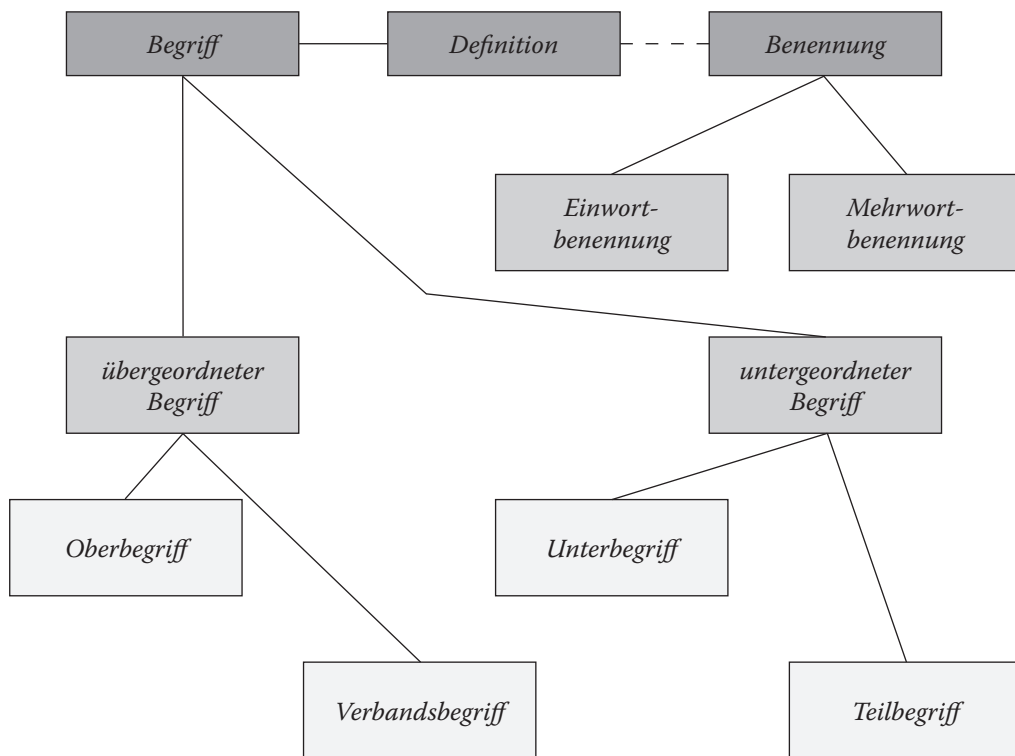 Begriff
Definition
Benennung
Einwort-
benennung
Mehrwort-
benennung
übergeordneter
Begriff
untergeordneter
Begriff
Oberbegriff
Unterbegriff
Verbandsbegriff
Teilbegriff